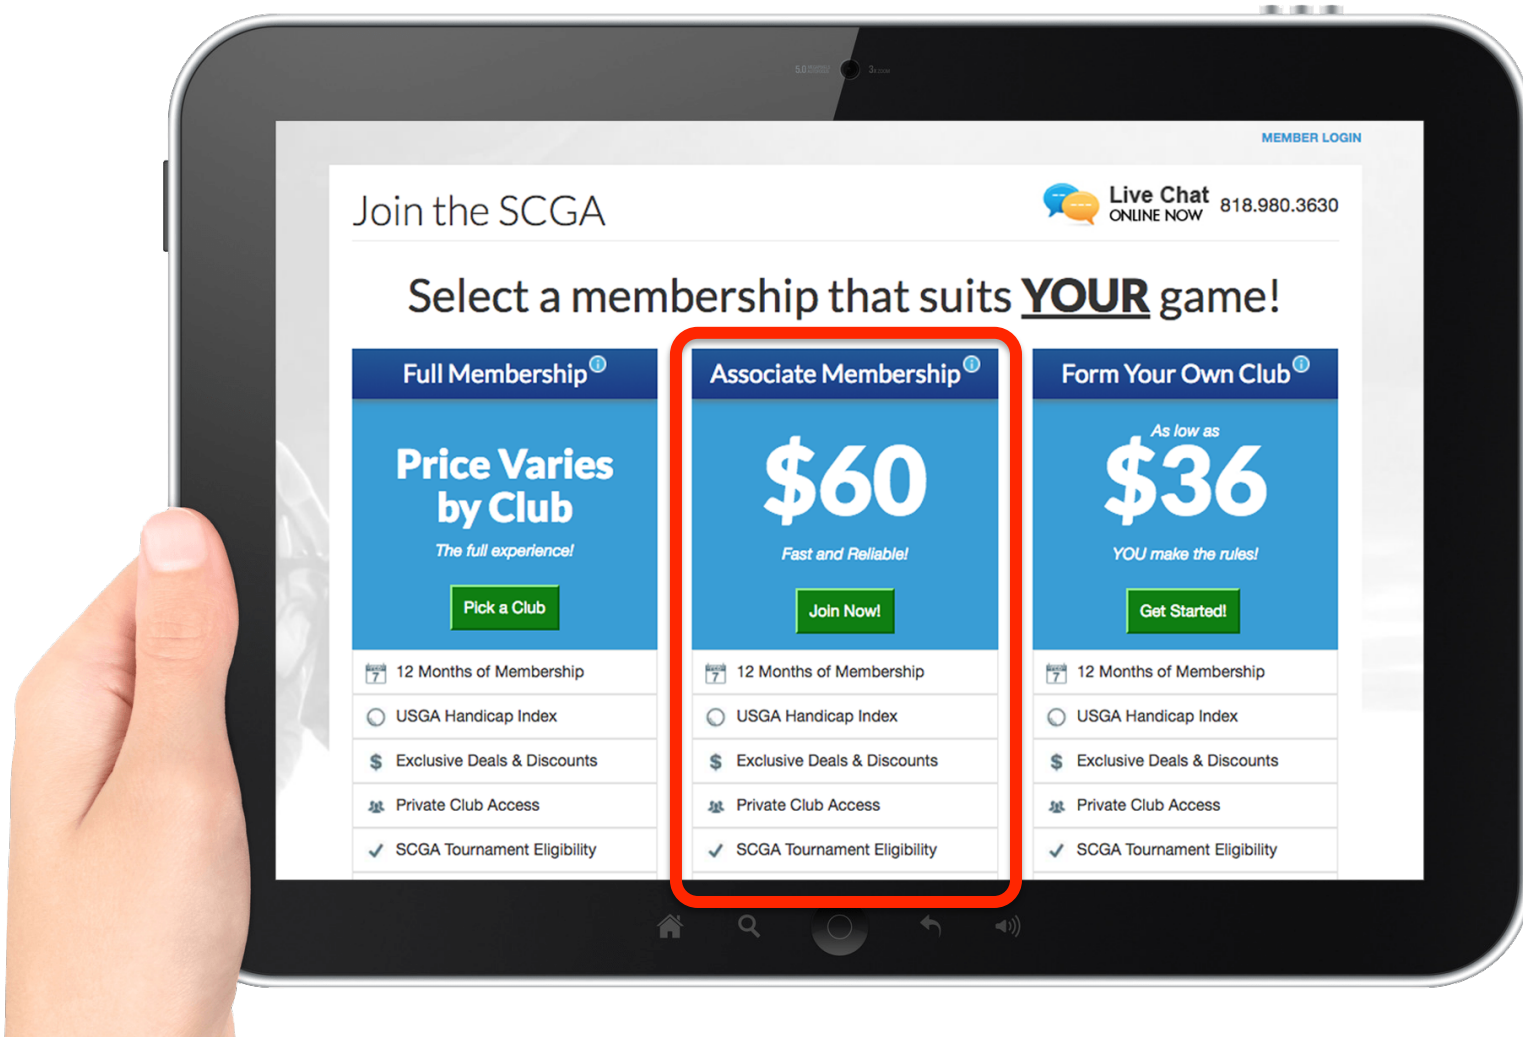 MEMBER LOGIN
Join the SCGA
Live Chat
ONLINE NOW
818.980.3630
Select a membership that suits YOUR game!
Full Membership
Price Varies
by Club
The full experience!
Pick a Club
12 Months of Membership
USGA Handicap Index
Exclusive Deals & Discounts
Private Club Access
SCGA Tournament Eligibility
Associate Membership
$60
Fast and Reliable!
Join Now!
12 Months of Membership
USGA Handicap Index
Exclusive Deals & Discounts
Private Club Access
SCGA Tournament Eligibility
Form Your Own Club
As low as
$36
YOU make the rules!
Get Started!
12 Months of Membership
USGA Handicap Index
Exclusive Deals & Discounts
Private Club Access
SCGA Tournament Eligibility